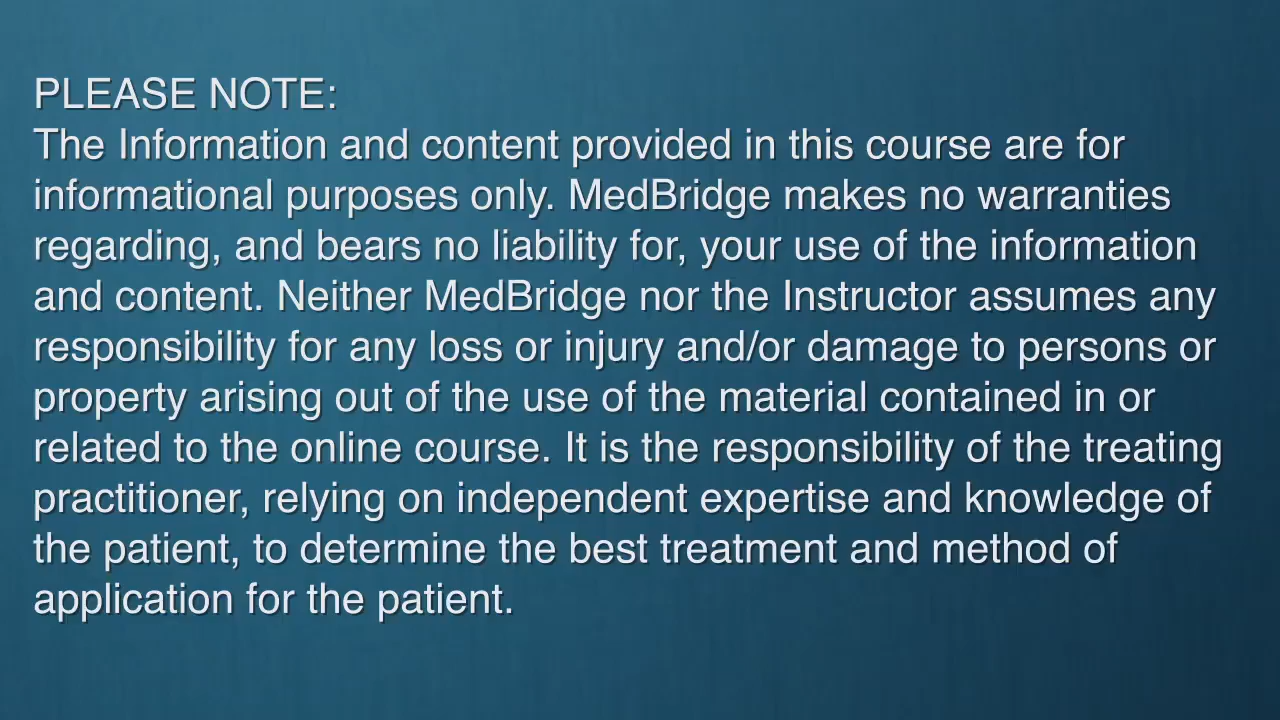 PLEASE NOTE:
The Information and content provided in this course are for
informational purposes only. MedBridge makes no warranties
regarding, and bears no liability for, your use of the information
and content. Neither MedBridge nor the Instructor assumes any
responsibility for any loss or injury and/or damage to persons or
property arising out of the use of the material contained in or
related to the online course. It is the responsibility of the treating
practitioner, relying on independent expertise and knowledge of
the patient, to determine the best treatment and method of
application for the patient.